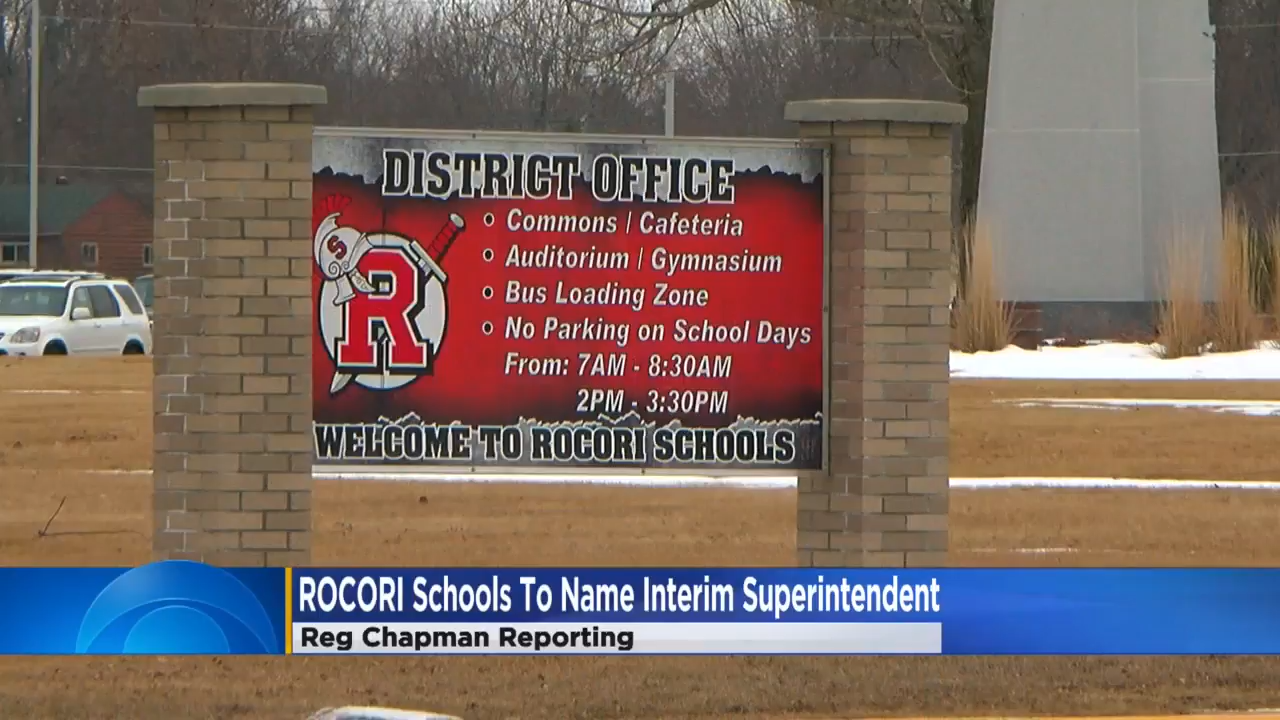 DISTRICT OFFICE
• Commons / Cafeteria
• Auditorium / Gymnasium
• Bus Loading Zone
• No Parking on School Days
From: 7AM - 8:30AM
2PM - 3:30PM
S
R
WELCOME TO ROCORI SCHOOLS
ROCORI Schools To Name Interim Superintendent
Reg Chapman Reporting